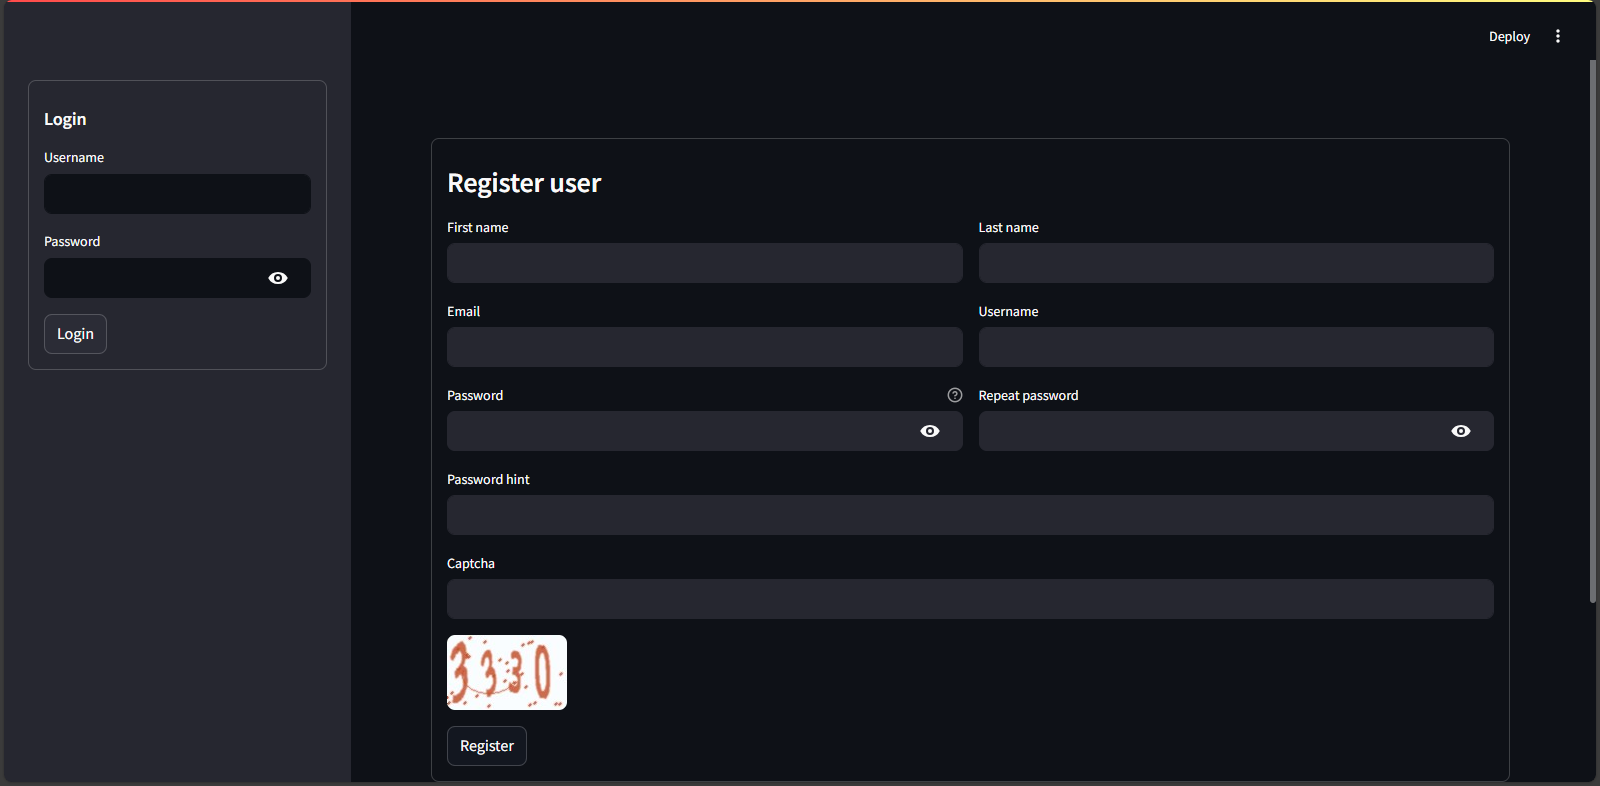 Deploy
Login
Username
Password
Login
Register user
First name
Last name
Email
Username
Password
Repeat password
Password hint
Captcha
3330
Register